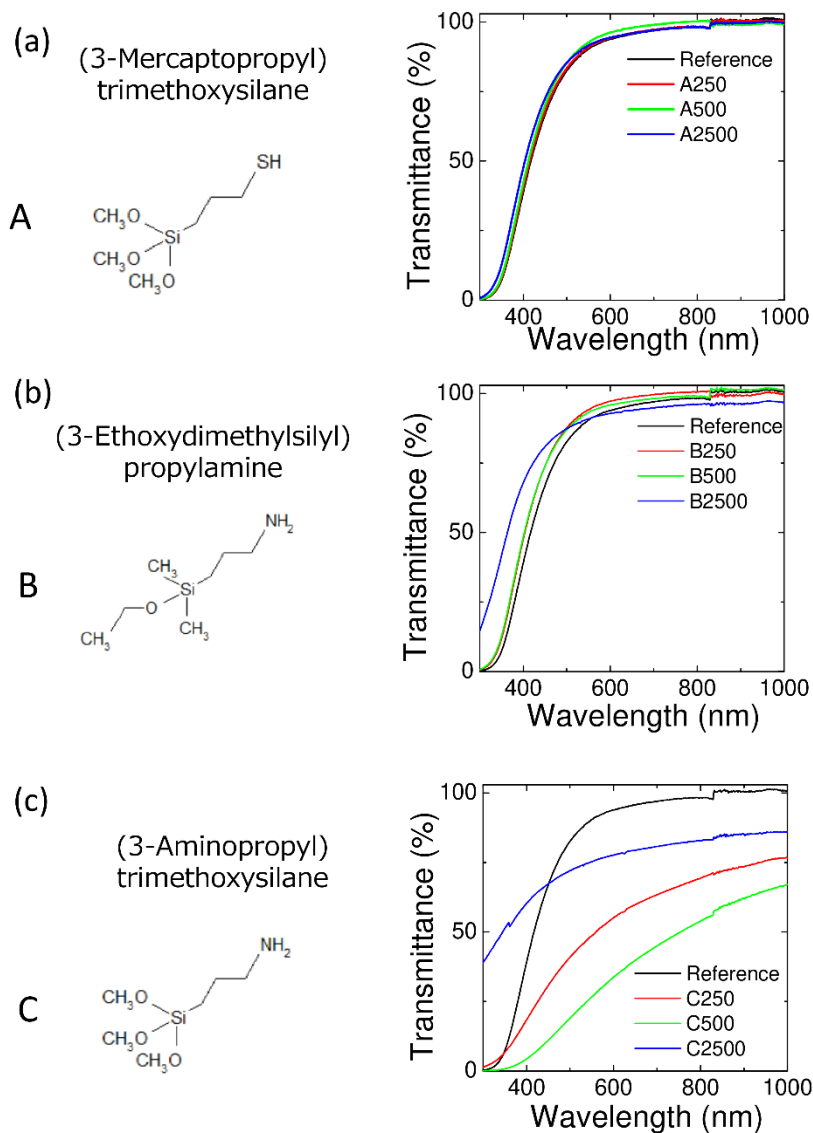 (a)
(3-Mercaptopropyl)
trimethoxysilane
A
SH
CH₃O
Si
CH₃O
CH₃O
Transmittance (%)
100
50
0
Reference
A250
A500
A2500
400 600 800 1000
Wavelength (nm)
(b)
(3-Ethoxydimethylsilyl)
propylamine
B
NH₂
CH₃
Si
O
CH₃
CH₃
Transmittance (%)
100
50
0
Reference
B250
B500
B2500
400 600 800 1000
Wavelength (nm)
(c)
(3-Aminopropyl)
trimethoxysilane
C
NH₂
CH₃O
Si
CH₃O
CH₃O
Transmittance (%)
100
50
0
Reference
C250
C500
C2500
400 600 800 1000
Wavelength (nm)